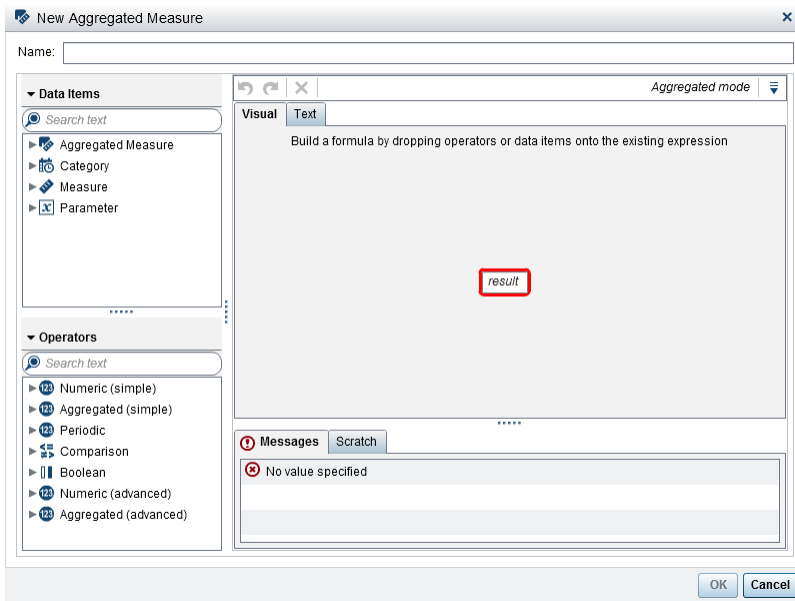 New Aggregated Measure
Name:
Data Items
Search text
Aggregated Measure
Category
Measure
Parameter
Operators
Search text
Numeric (simple)
Aggregated (simple)
Periodic
Comparison
Boolean
Numeric (advanced)
Aggregated (advanced)
Aggregated mode
Visual Text
Build a formula by dropping operators or data items onto the existing expression
result
Messages Scratch
No value specified
OK Cancel